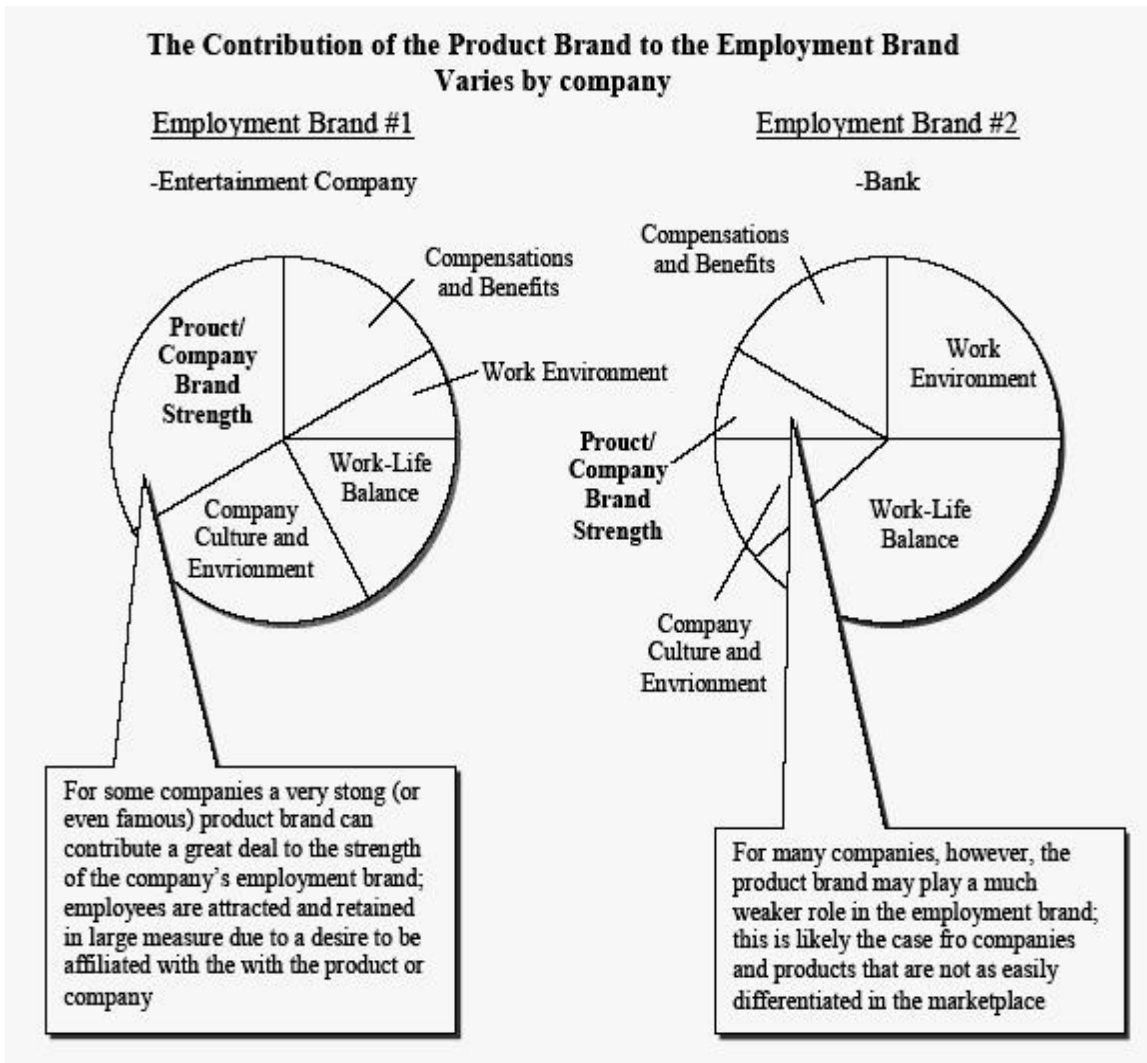 The Contribution of the Product Brand to the Employment Brand
Varies by company
Employment Brand #1
-Entertainment Company
Prouct/
Company
Brand
Strength
Compensations
and Benefits
Work Environment
Work-Life
Balance
Company
Culture and
Envrionment
For some companies a very stong (or
even famous) product brand can
contribute a great deal to the strength
of the company’s employment brand;
employees are attracted and retained
in large measure due to a desire to be
affiliated with the with the product or
company
Employment Brand #2
-Bank
Compensations
and Benefits
Work
Environment
Prouct/
Company
Brand
Strength
Work-Life
Balance
Company
Culture and
Envrionment
For many companies, however, the
product brand may play a much
weaker role in the employment brand;
this is likely the case fro companies
and products that are not as easily
differentiated in the marketplace